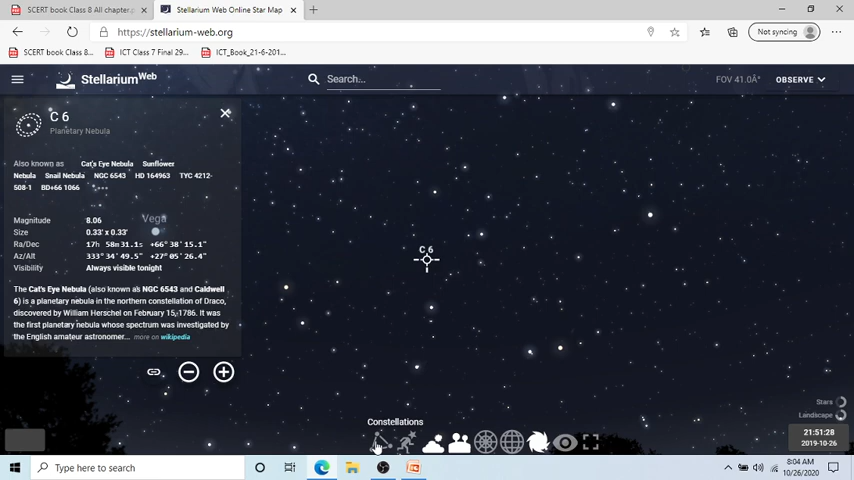 SCERT book Class 8 All chapter.p
Stellarium Web Online Star Map
https://stellarium-web.org
Not syncing
SCERT book Class 8...
ICT Class 7 Final 29...
ICT_Book_21-6-201...
Stellarium Web
Search...
FOV 41.0Â°
OBSERVE
C 6
Planetary Nebula
Also known as Cat's Eye Nebula Sunflower
Nebula Snail Nebula NGC 6543 HD 164963 TYC 4212-
508-1 BD+66 1066
Vega
Magnitude 8.06
Size 0.33' x 0.33'
Ra/Dec 17h 58m31.1s +66°38'15.1"
Az/Alt 333°34'49.5" +27°05'26.4"
Visibility Always visible tonight
The Cat's Eye Nebula (also known as NGC 6543 and Caldwell
6) is a planetary nebula in the northern constellation of Draco,
discovered by William Herschel on February 15, 1786. It was
the first planetary nebula whose spectrum was investigated by
the English amateur astronomer... more on wikipedia
C 6
Constellations
Stars
Landscape
21:51:28
2019-10-26
Type here to search
8:04 AM
10/26/2020